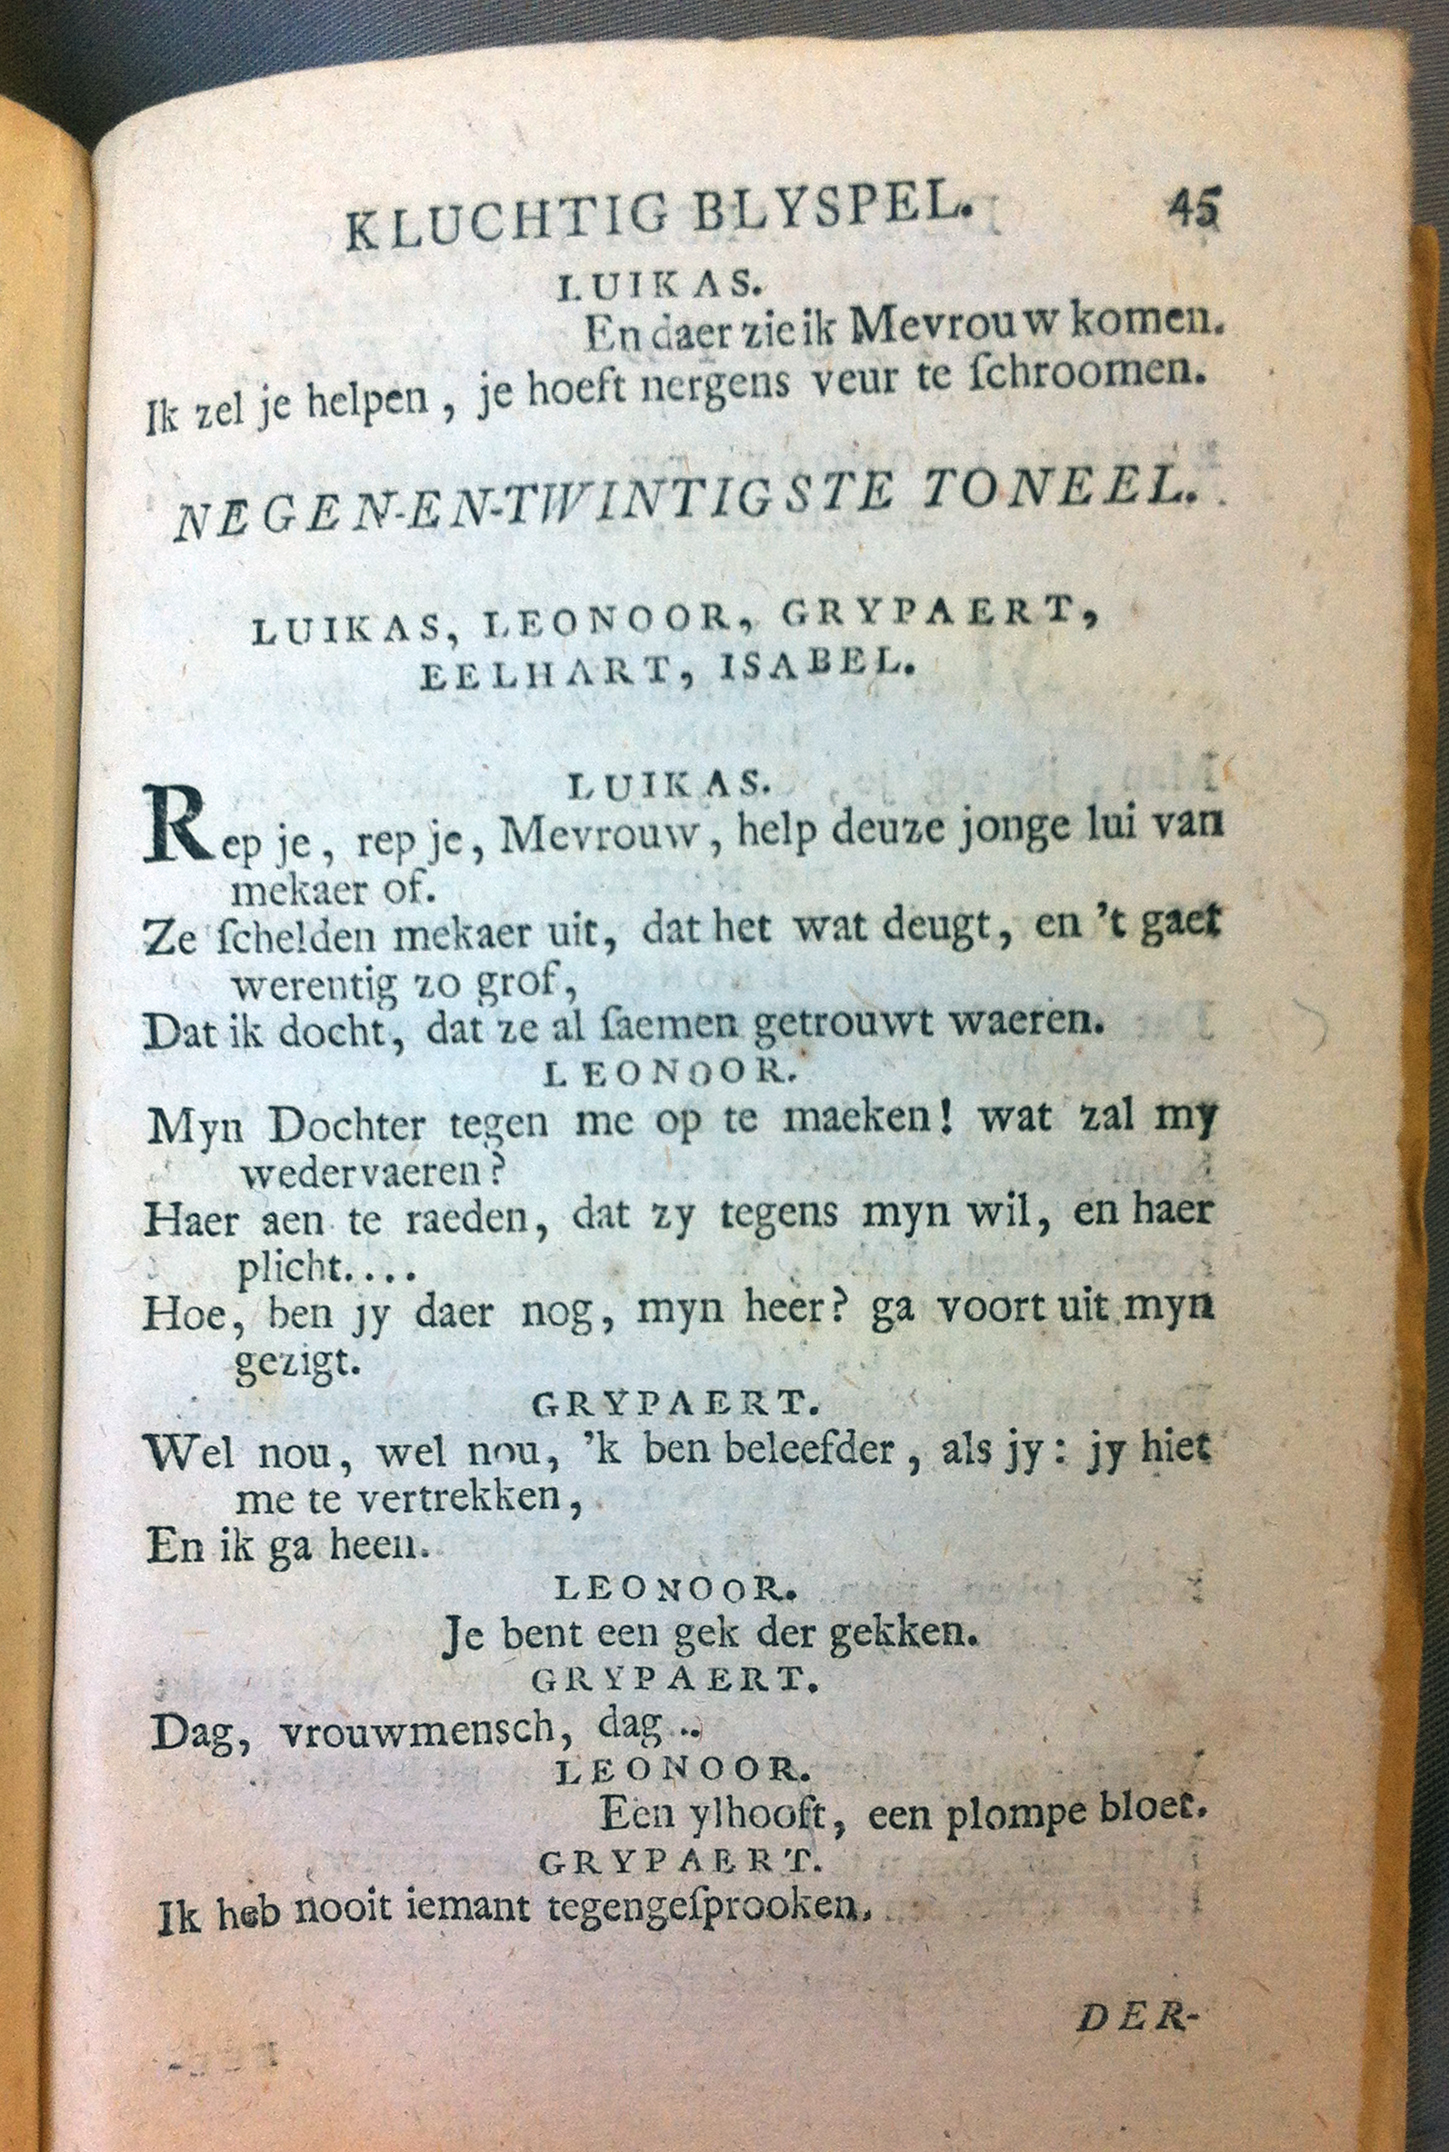 KLUCHTIG BLYSPEL. 45
LUIKAS.
En daer zie ik Mevrouw komen.
Ik zel je helpen, je hoeft nergens veur te ſchroomen.
NEGEN-EN-TWINTIGSTE TONEEL.
LUIKAS, LEONOOR, GRYPAERT,
EELHART, ISABEL.
LUIKAS.
Rep je, rep je, Mevrouw, help deuze jonge lui van
mekaer of.
Ze ſchelden mekaer uit, dat het wat deugt, en 't gaet
werentig zo grof,
Dat ik docht, dat ze al ſaemen getrouwt waeren.
LEONOOR.
Myn Dochter tegen me op te maeken! wat zal my
wedervaeren?
Haer aen te raeden, dat zy tegens myn wil, en haer
plicht....
Hoe, ben jy daer nog, myn heer? ga voort uit myn
gezigt.
GRYPAERT.
Wel nou, wel nou, 'k ben beleefder, als jy: jy hiet
me te vertrekken,
En ik ga heen.
LEONOOR.
Je bent een gek der gekken.
GRYPAERT.
Dag, vrouwmensch, dag ..
LEONOOR.
Een ylhooft, een plompe bloet.
GRYPAERT.
Ik heb nooit iemant tegengeſprooken.
DER-